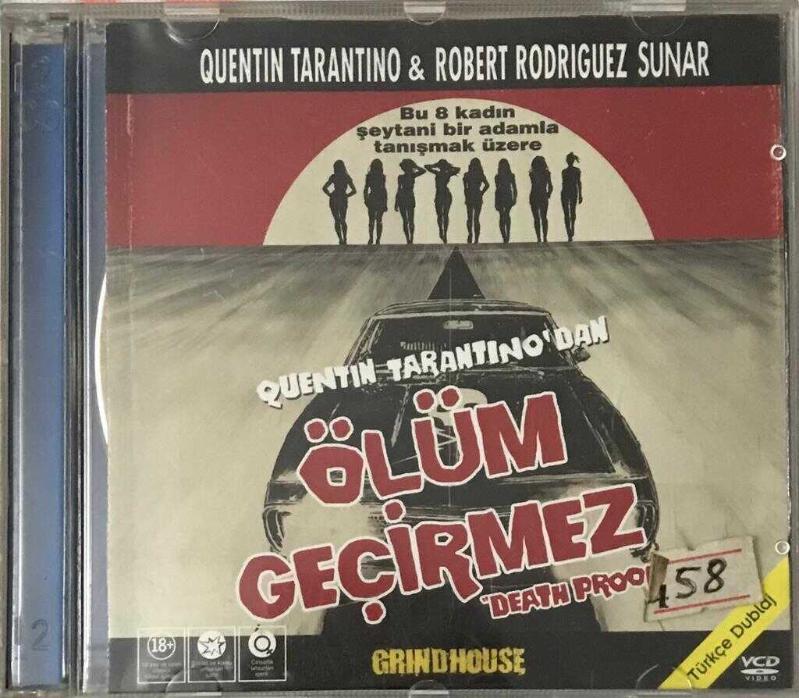 QUENTIN TARANTINO & ROBERT RODRIGUEZ SUNAR
Bu 8 kadın
şeytani bir adamla
tanışmak üzere
QUENTIN TARANTINO'DAN
ÖLÜM
GEÇİRMEZ
"DEATH PROO
458
Türkçe Dublaj
18+
GRINDHOUSE
VCD
VIDEO
2